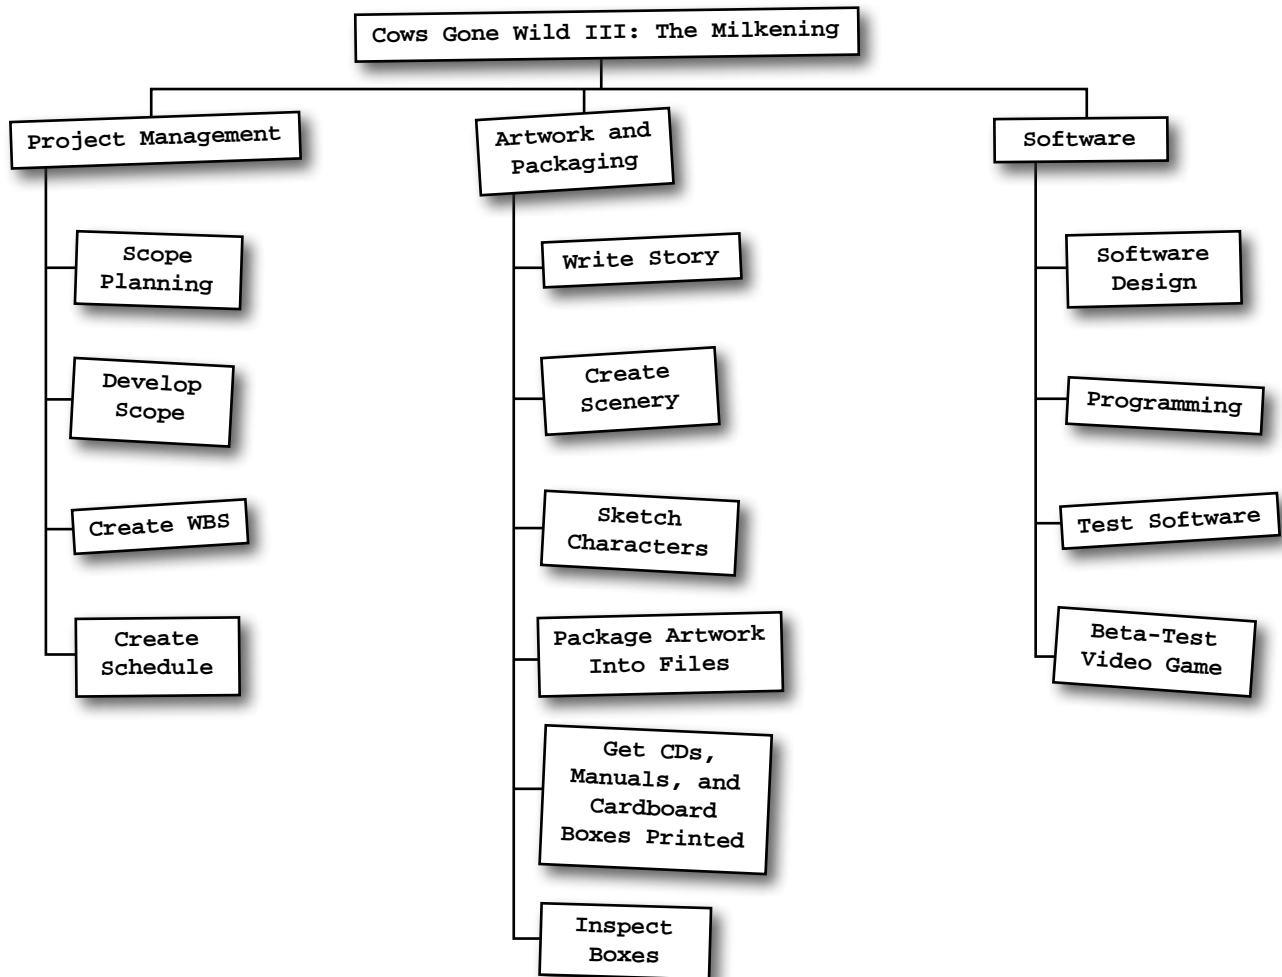 Cows Gone Wild III: The Milkening
Project Management
Scope
Planning
Develop
Scope
Create WBS
Create
Schedule
Artwork and
Packaging
Write Story
Create
Scenery
Sketch
Characters
Package Artwork
Into Files
Get CDs,
Manuals, and
Cardboard
Boxes Printed
Inspect
Boxes
Software
Software
Design
Programming
Test Software
Beta-Test
Video Game